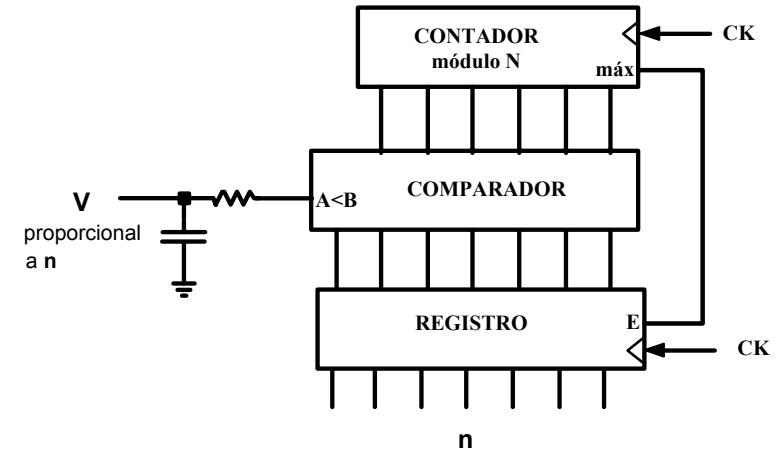 CONTADOR
módulo N
CK
máx
COMPARADOR
A<B
V
proporcional
a n
REGISTRO
E
CK
n